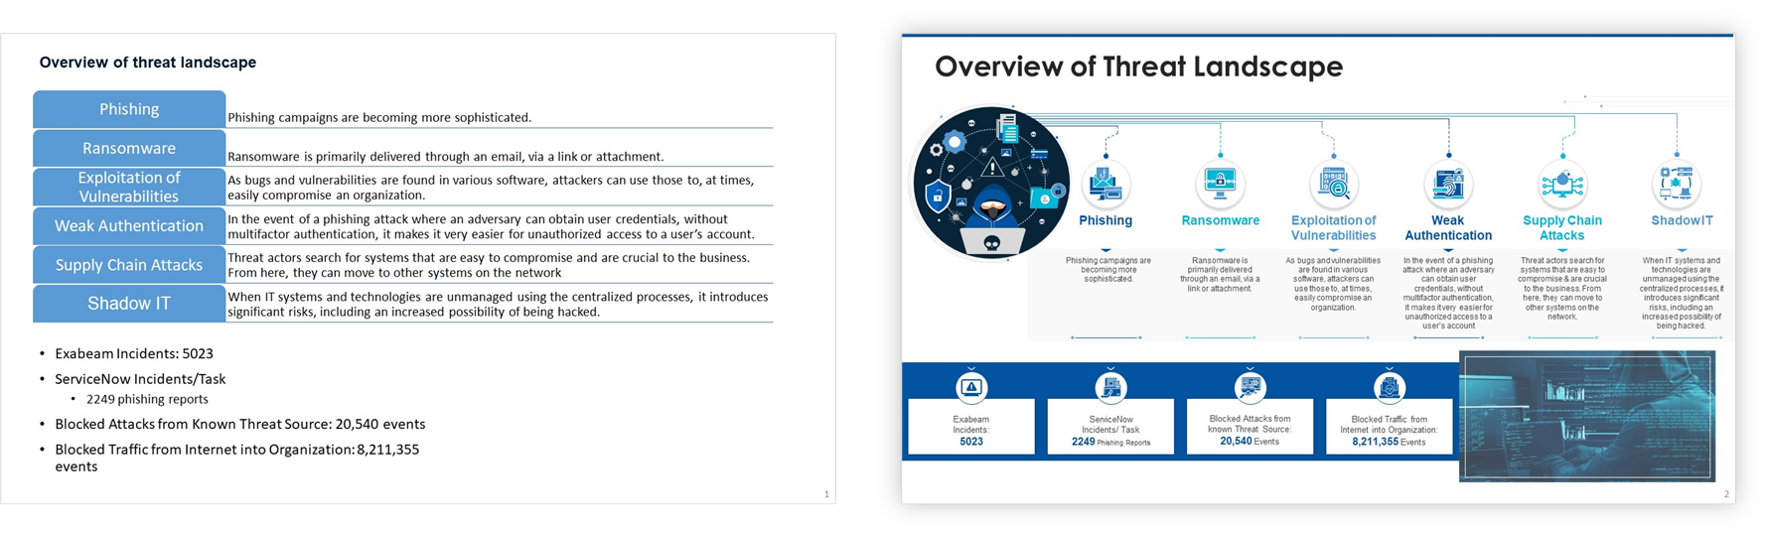 Overview of threat landscape
Phishing
Phishing campaigns are becoming more sophisticated.
Ransomware
Ransomware is primarily delivered through an email, via a link or attachment.
Exploitation of
Vulnerabilities
As bugs and vulnerabilities are found in various software, attackers can use those to, at times,
easily compromise an organization.
Weak Authentication
In the event of a phishing attack where an adversary can obtain user credentials, without
multifactor authentication, it makes it very easier for unauthorized access to a user's account.
Supply Chain Attacks
Threat actors search for systems that are easy to compromise and are crucial to the business.
From here, they can move to other systems on the network
Shadow IT
When IT systems and technologies are unmanaged using the centralized processes, it introduces
significant risks, including an increased possibility of being hacked.
• Exabeam Incidents: 5023
• ServiceNow Incidents/Task
• 2249 phishing reports
• Blocked Attacks from Known Threat Source: 20,540 events
• Blocked Traffic from Internet into Organization: 8,211,355
events
1
Overview of Threat Landscape
Phishing
Phishing campaigns are
becoming more
sophisticated.
Ransomware
Ransomware is
primarily delivered
through an email, via a
link or attachment.
Exploitation of
Vulnerabilities
As bugs and vulnerabilities
are found in various
software, attackers can
use those to, at times,
easily compromise an
organization.
Weak
Authentication
In the event of a phishing
attack where an adversary
can obtain user
credentials, without
multifactor authentication,
it makes it very easier for
unauthorized access to a
user's account
Supply Chain
Attacks
Threat actors search for
systems that are easy to
compromise & are crucial
to the business. From
here, they can move to
other systems on the
network.
Shadow IT
When IT systems and
technologies are
unmanaged using the
centralized processes, it
introduces significant
risks, including an
increased possibility of
being hacked.
Exabeam
Incidents:
5023
ServiceNow
Incidents/ Task
2249 Phishing Reports
Blocked Attacks from
known Threat Source:
20,540 Events
Blocked Traffic from
Internet into Organization:
8,211,355 Events
2